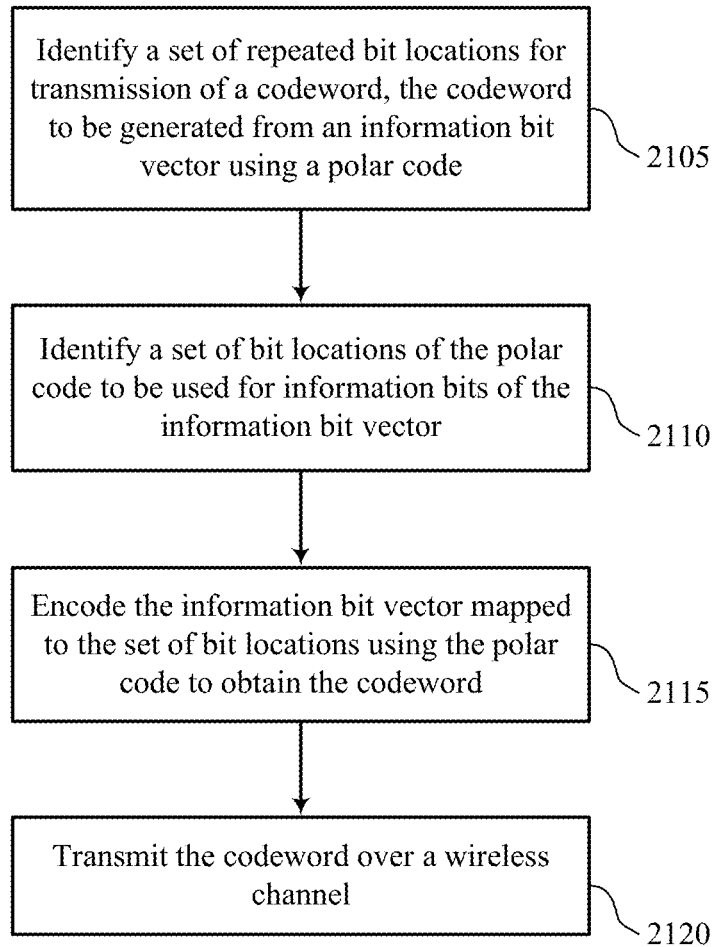 Identify a set of repeated bit locations for
transmission of a codeword, the codeword
to be generated from an information bit
vector using a polar code
2105
Identify a set of bit locations of the polar
code to be used for information bits of the
information bit vector
2110
Encode the information bit vector mapped
to the set of bit locations using the polar
code to obtain the codeword
2115
Transmit the codeword over a wireless
channel
2120